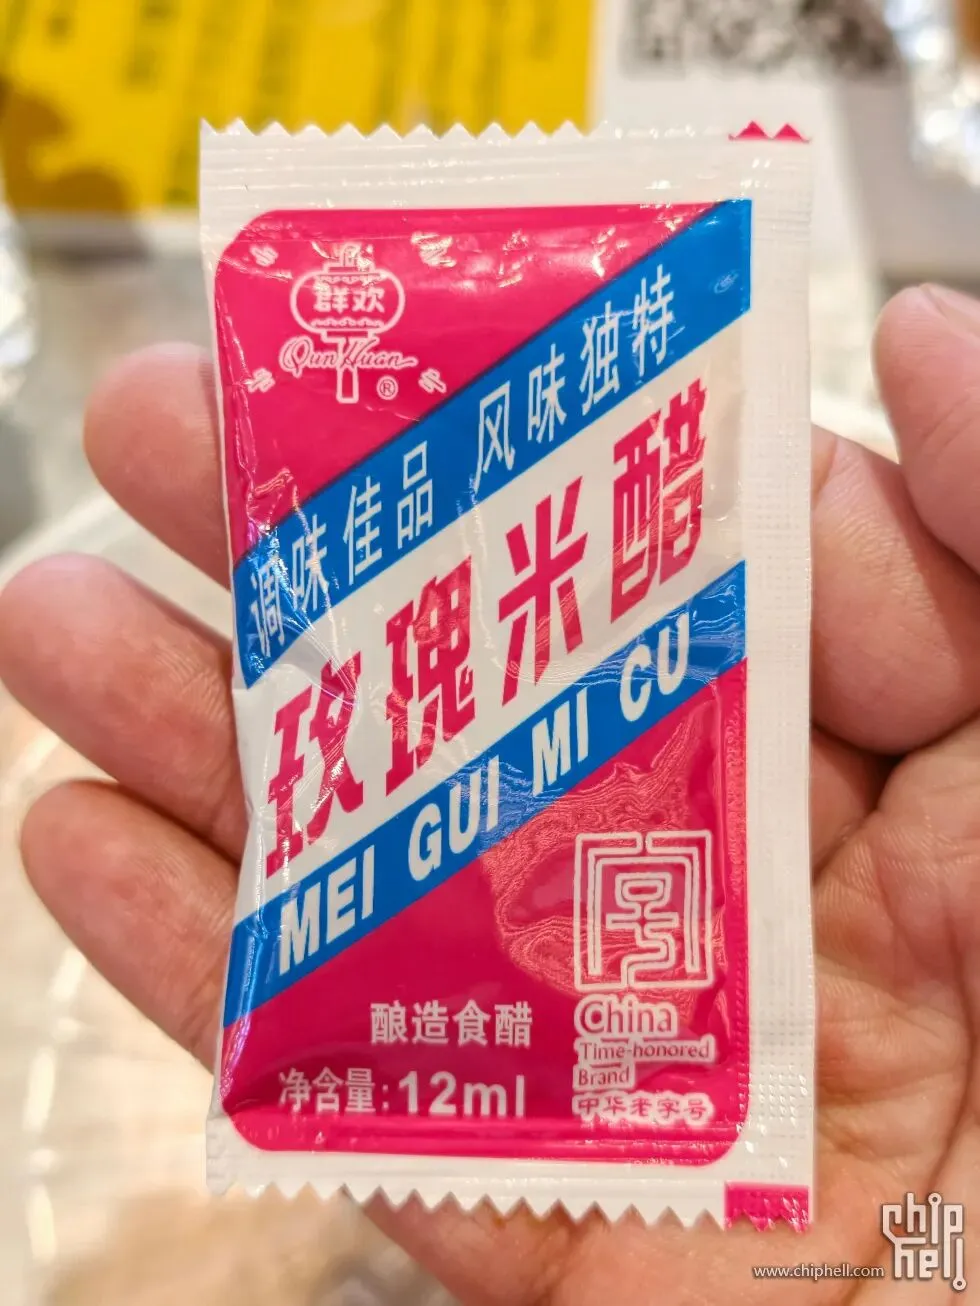 群欢
Qun Huan
®
调味佳品 风味独特
玫瑰米醋
MEI GUI MI CU
酿造食醋
净含量:12ml
China
Time-honored
Brand
中华老字号
www.chiphell.com
chip
hell